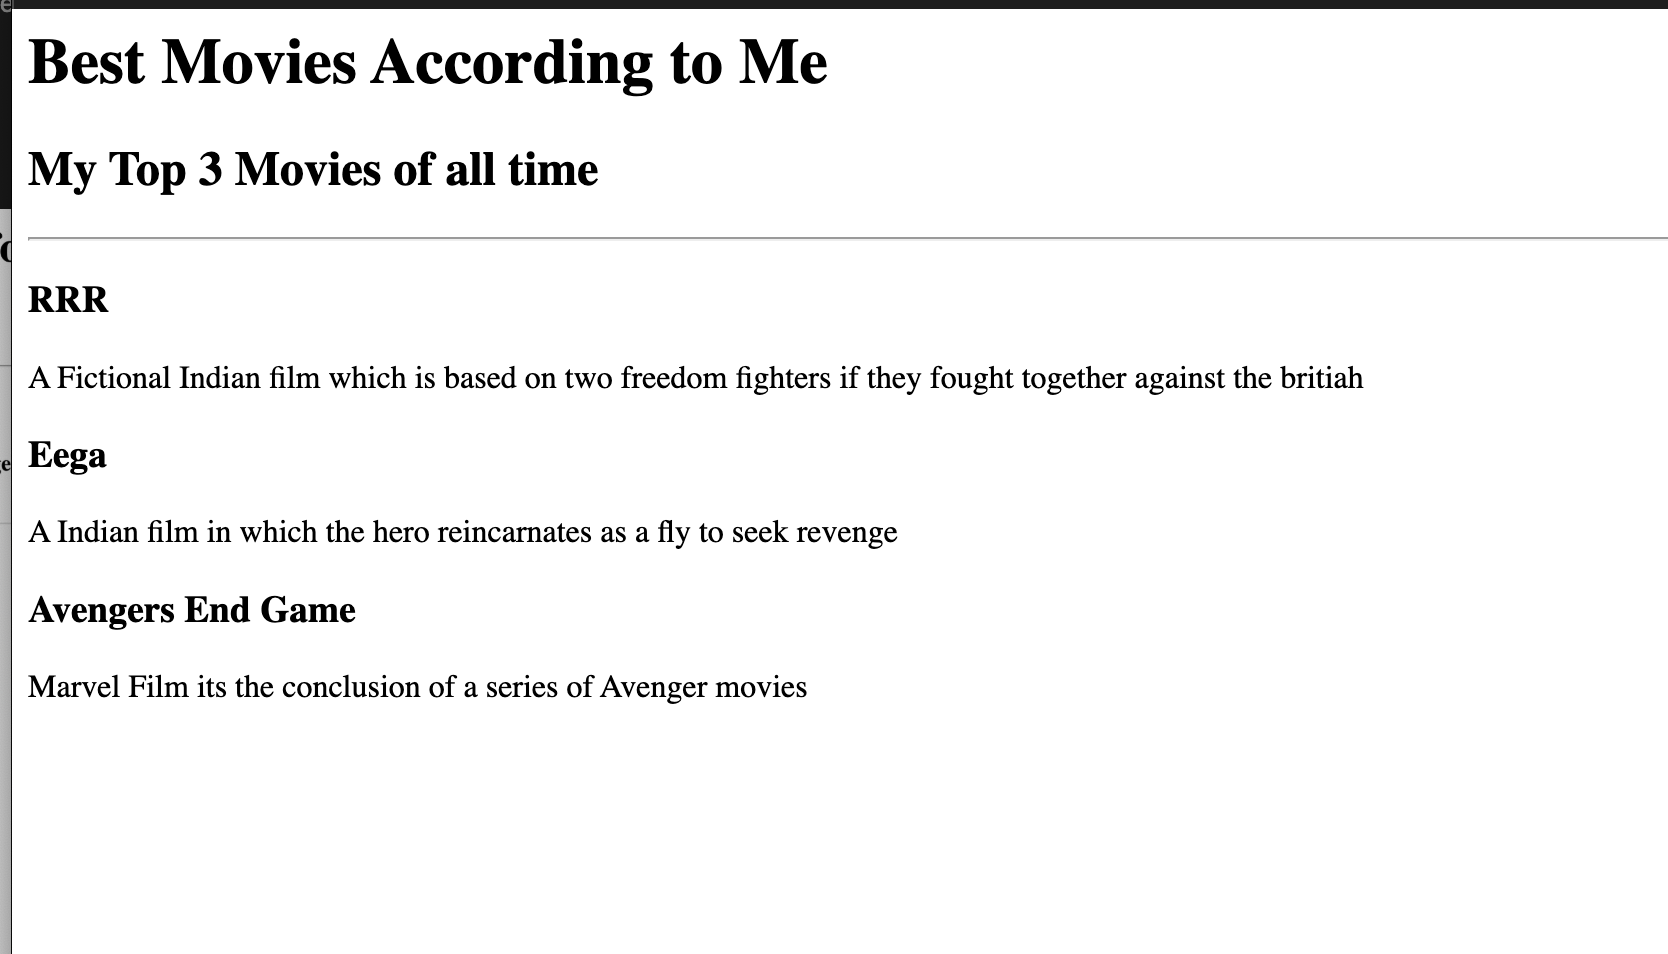 Best Movies According to Me
My Top 3 Movies of all time
RRR
A Fictional Indian film which is based on two freedom fighters if they fought together against the britiah
Eega
A Indian film in which the hero reincarnates as a fly to seek revenge
Avengers End Game
Marvel Film its the conclusion of a series of Avenger movies